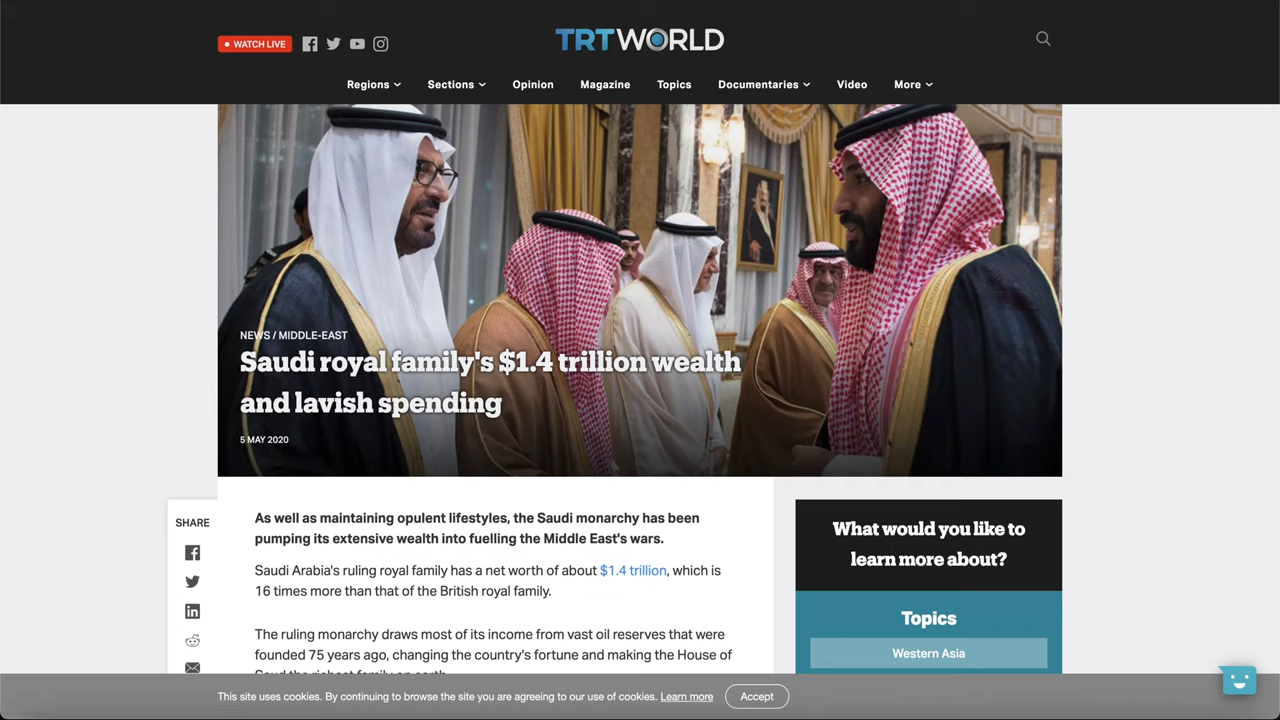 WATCH LIVE
TRTWORLD
Regions
Sections
Opinion
Magazine
Topics
Documentaries
Video
More
NEWS / MIDDLE-EAST
Saudi royal family's $1.4 trillion wealth
and lavish spending
5 MAY 2020
SHARE
As well as maintaining opulent lifestyles, the Saudi monarchy has been
pumping its extensive wealth into fuelling the Middle East's wars.
Saudi Arabia's ruling royal family has a net worth of about $1.4 trillion, which is
16 times more than that of the British royal family.
The ruling monarchy draws most of its income from vast oil reserves that were
founded 75 years ago, changing the country's fortune and making the House of
Saud the richest family on earth.
What would you like to
learn more about?
Topics
Western Asia
This site uses cookies. By continuing to browse the site you are agreeing to our use of cookies. Learn more
Accept